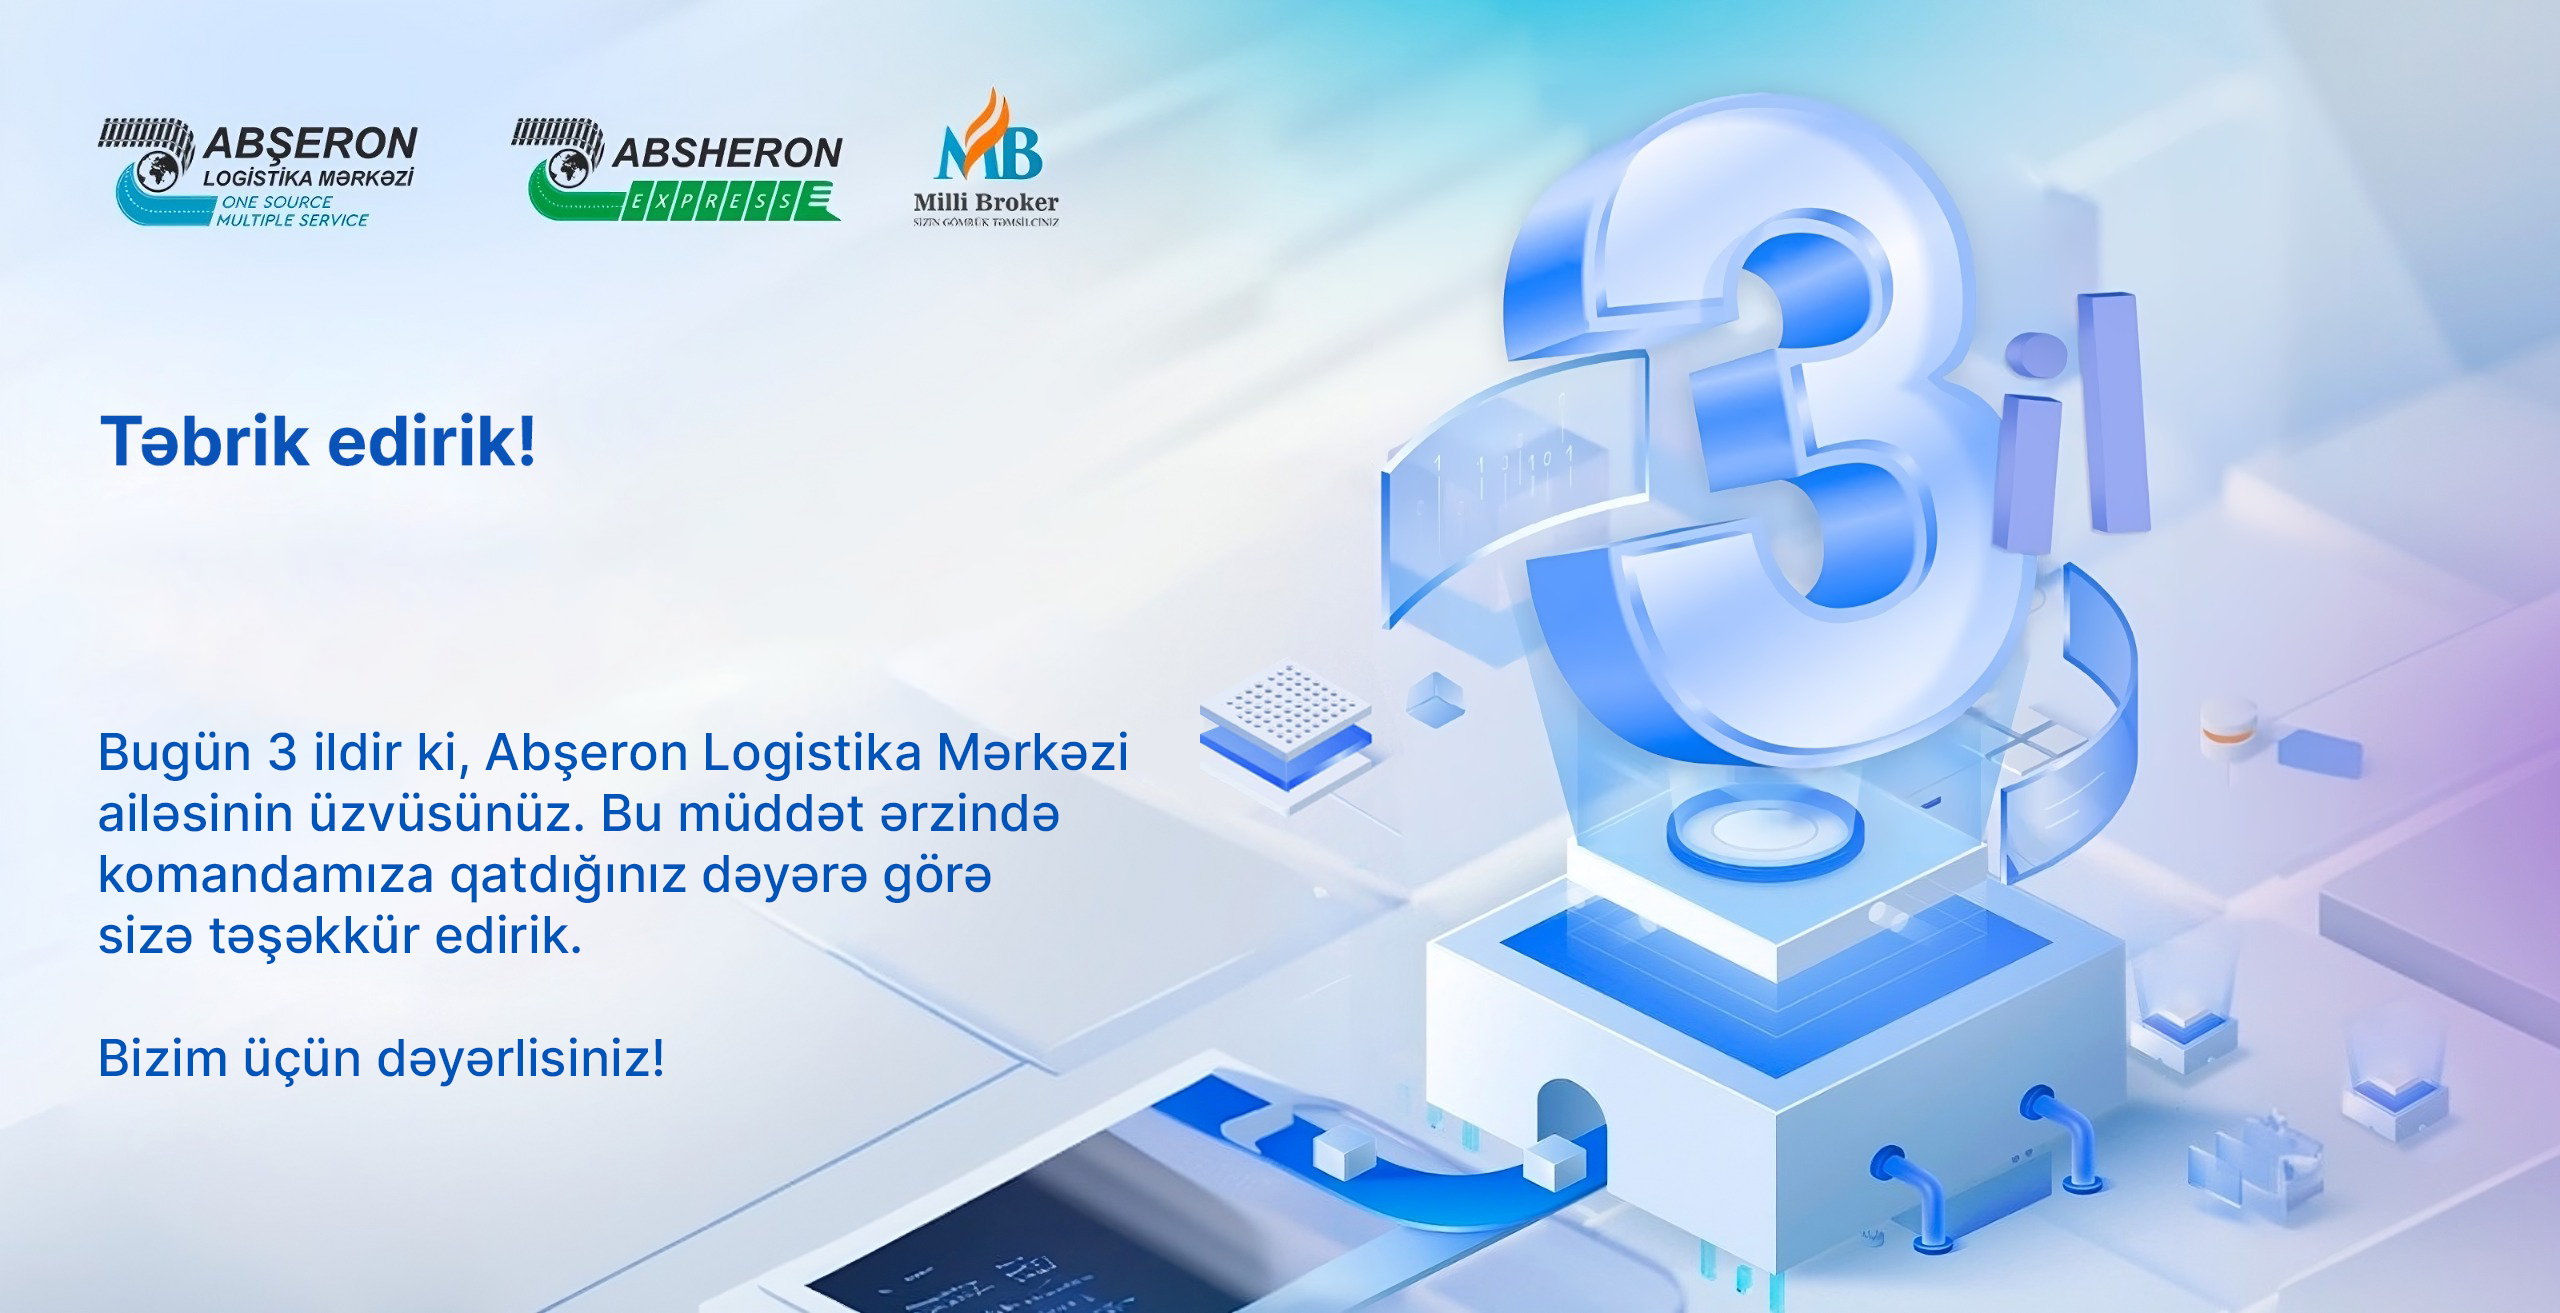 ABŞERON
LOGİSTİKA MƏRKƏZİ
ONE SOURCE
MULTIPLE SERVICE
ABSHERON
EXPRESS
MB
Milli Broker
SİZİN GÖMRÜK TƏMSİLÇİNİZ
3 il
Təbrik edirik!
Bugün 3 ildir ki, Abşeron Logistika Mərkəzi
ailəsinin üzvüsünüz. Bu müddət ərzində
komandamıza qatdığınız dəyərə görə
sizə təşəkkür edirik.
Bizim üçün dəyərlisiniz!